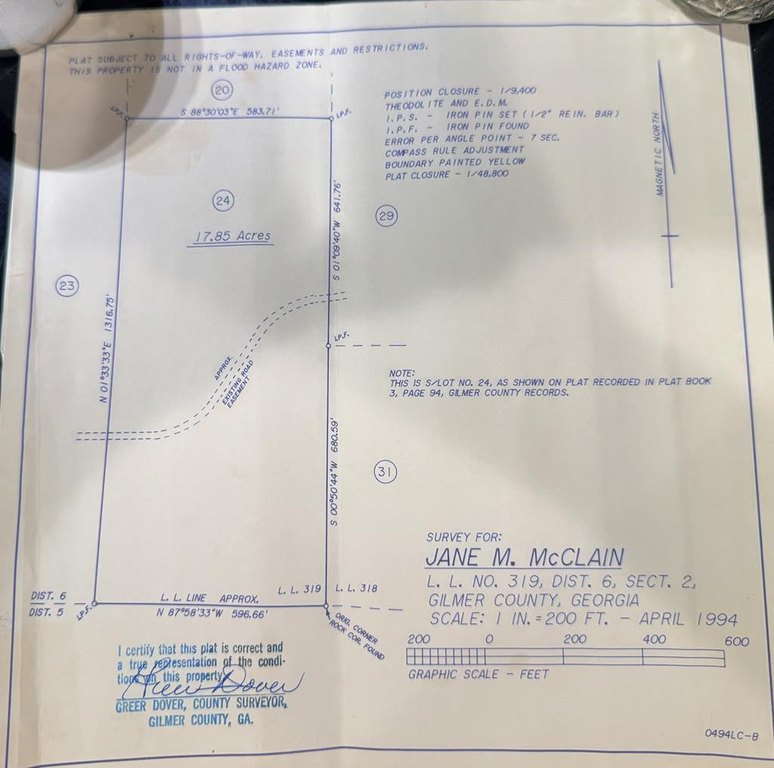 PLAT SUBJECT TO ALL RIGHTS-OF-WAY, EASEMENTS AND RESTRICTIONS.
THIS PROPERTY IS NOT IN A FLOOD HAZARD ZONE.
20
I.P.F.
S 88°30'03"E 583.71'
I.P.F.
POSITION CLOSURE - 1/9,400
THEODOLITE AND E.D.M.
I.P.S. - IRON PIN SET (1/2" REIN. BAR)
I.P.F. - IRON PIN FOUND
ERROR PER ANGLE POINT - 7 SEC.
COMPASS RULE ADJUSTMENT
BOUNDARY PAINTED YELLOW
PLAT CLOSURE - 1/48,800
MAGNETIC NORTH
24
17.85 Acres
S 01°09'40"W 641.76'
29
23
N 01°33'33"E 1316.75'
I.P.F.
APPROX.
EXISTING ROAD
EASEMENT
NOTE:
THIS IS S/LOT NO. 24, AS SHOWN ON PLAT RECORDED IN PLAT BOOK
3, PAGE 94, GILMER COUNTY RECORDS.
S 00°50'44"W 680.59'
31
SURVEY FOR:
JANE M. McCLAIN
L. L. NO. 319, DIST. 6, SECT. 2,
GILMER COUNTY, GEORGIA
SCALE: 1 IN.=200 FT. - APRIL 1994
200 0 200 400 600
GRAPHIC SCALE - FEET
DIST. 6
DIST. 5
I.P.F.
L. L. LINE APPROX.
L. L. 319
L. L. 318
N 87°58'33"W 596.66'
ORIG. CORNER
ROCK COR. FOUND
I certify that this plat is correct and
a true representation of the condi-
tions on this property
Greer Dover
GREER DOVER, COUNTY SURVEYOR,
GILMER COUNTY, GA.
0494LC-B